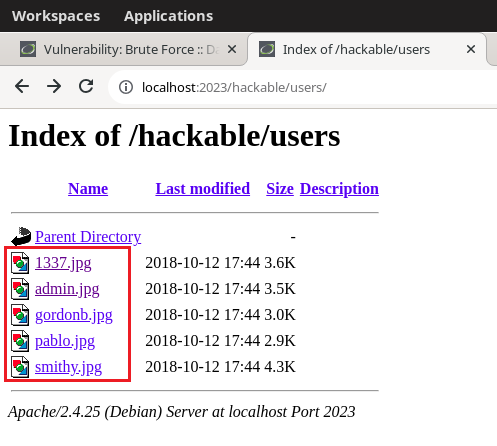 Workspaces Applications
Vulnerability: Brute Force :: Da Index of /hackable/users
localhost:2023/hackable/users/
Index of /hackable/users
Name Last modified Size Description
Parent Directory -
1337.jpg 2018-10-12 17:44 3.6K
admin.jpg 2018-10-12 17:44 3.5K
gordonb.jpg 2018-10-12 17:44 3.0K
pablo.jpg 2018-10-12 17:44 2.9K
smithy.jpg 2018-10-12 17:44 4.3K
Apache/2.4.25 (Debian) Server at localhost Port 2023